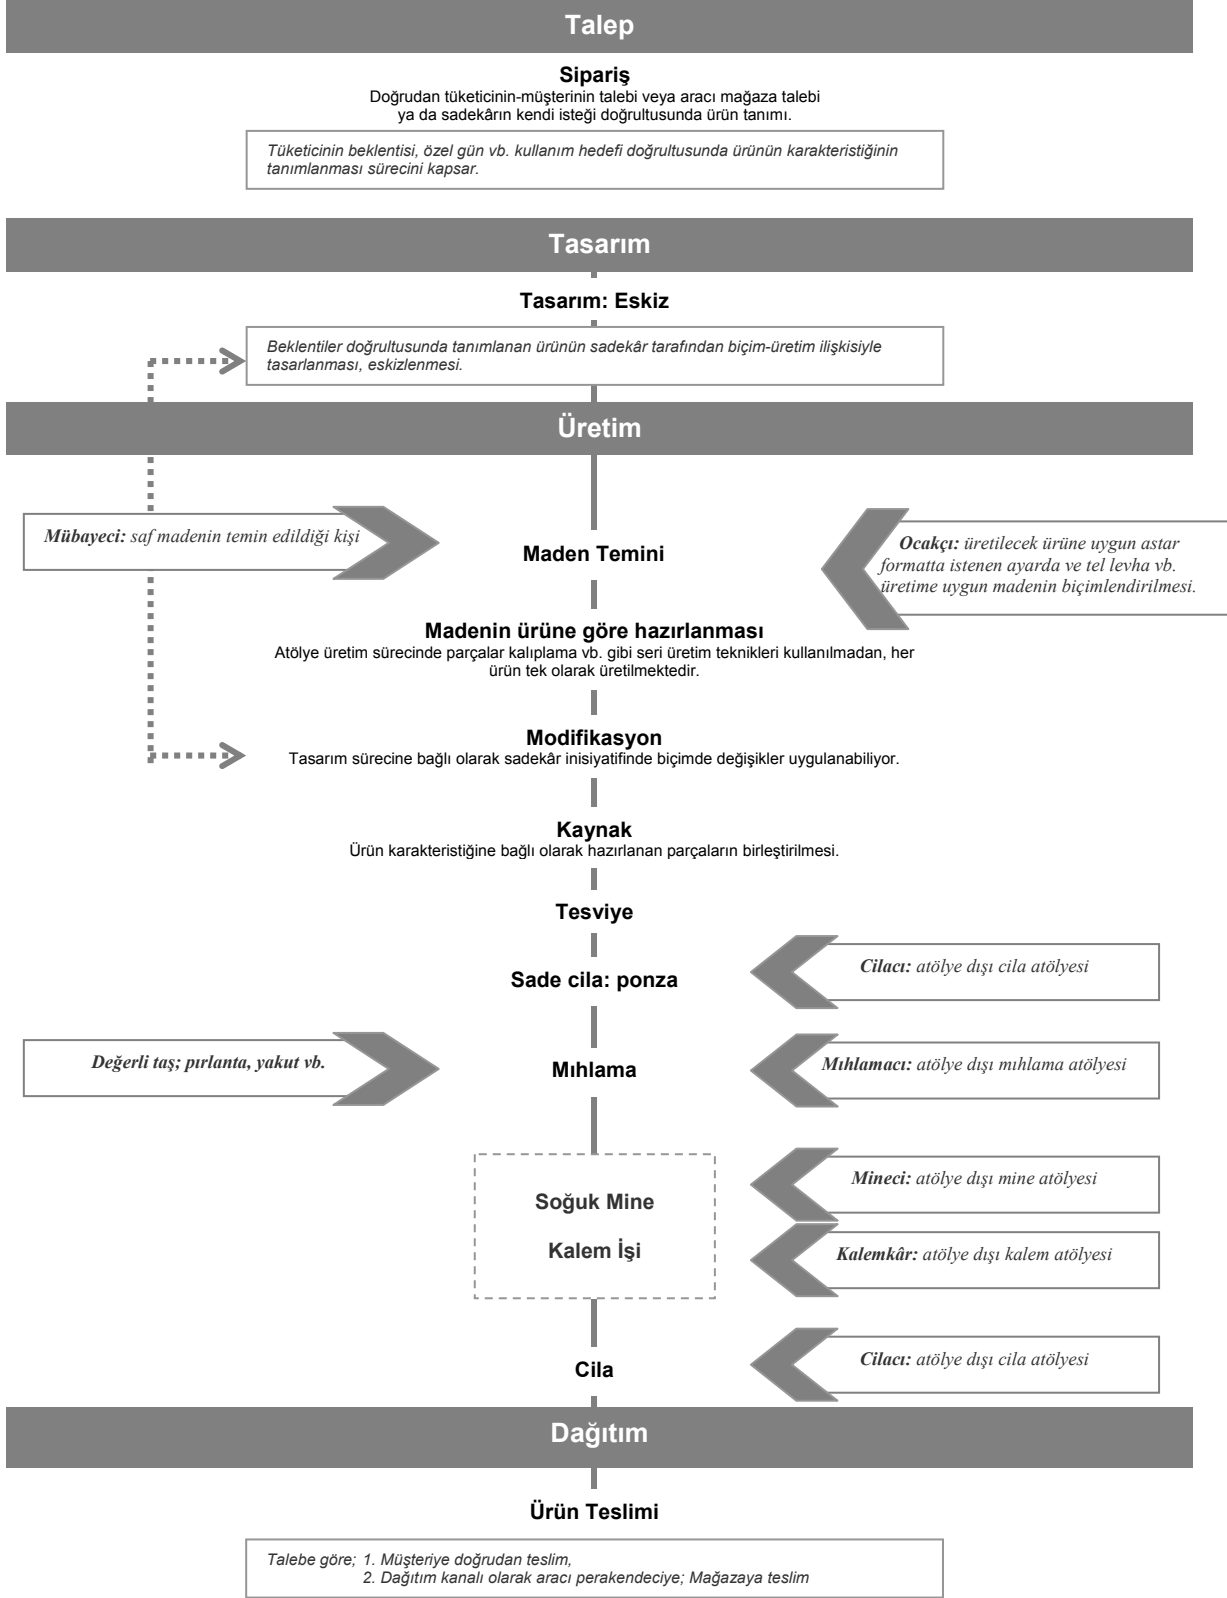 Talep
Sipariş
Doğrudan tüketicinin-müşterinin talebi veya aracı mağaza talebi
ya da sadekârın kendi isteği doğrultusunda ürün tanımı.
Tüketicinin beklentisi, özel gün vb. kullanım hedefi doğrultusunda ürünün karakteristiğinin
tanımlanması sürecini kapsar.
Tasarım
Tasarım: Eskiz
Beklentiler doğrultusunda tanımlanan ürünün sadekâr tarafından biçim-üretim ilişkisiyle
tasarlanması, eskizlenmesi.
Üretim
Mübayeci: saf madenin temin edildiği kişi
Maden Temini
Ocakçı: üretilecek ürüne uygun astar
formatta istenen ayarda ve tel levha vb.
üretime uygun madenin biçimlendirilmesi.
Madenin ürüne göre hazırlanması
Atölye üretim sürecinde parçalar kalıplama vb. gibi seri üretim teknikleri kullanılmadan, her
ürün tek olarak üretilmektedir.
Modifikasyon
Tasarım sürecine bağlı olarak sadekâr inisiyatifinde biçimde değişikler uygulanabiliyor.
Kaynak
Ürün karakteristiğine bağlı olarak hazırlanan parçaların birleştirilmesi.
Tesviye
Sade cila: ponza
Cilacı: atölye dışı cila atölyesi
Değerli taş; pırlanta, yakut vb.
Mıhlama
Mıhlamacı: atölye dışı mıhlama atölyesi
Soğuk Mine
Mineci: atölye dışı mine atölyesi
Kalem İşi
Kalemkâr: atölye dışı kalem atölyesi
Cila
Cilacı: atölye dışı cila atölyesi
Dağıtım
Ürün Teslimi
Talebe göre; 1. Müşteriye doğrudan teslim,
2. Dağıtım kanalı olarak aracı perakendeciye; Mağazaya teslim